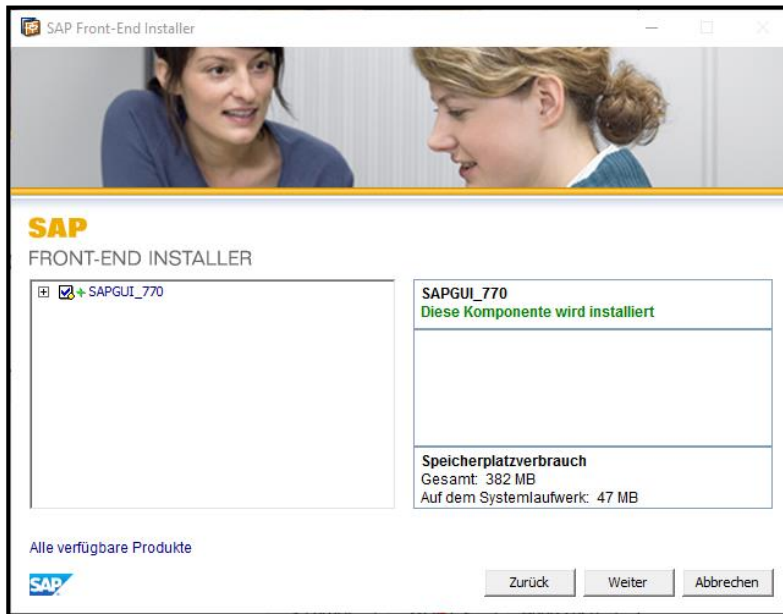 SAP Front-End Installer
SAP
FRONT-END INSTALLER
SAPGUI_770
SAPGUI_770
Diese Komponente wird installiert
Speicherplatzverbrauch
Gesamt: 382 MB
Auf dem Systemlaufwerk: 47 MB
Alle verfügbare Produkte
SAP
Zurück
Weiter
Abbrechen